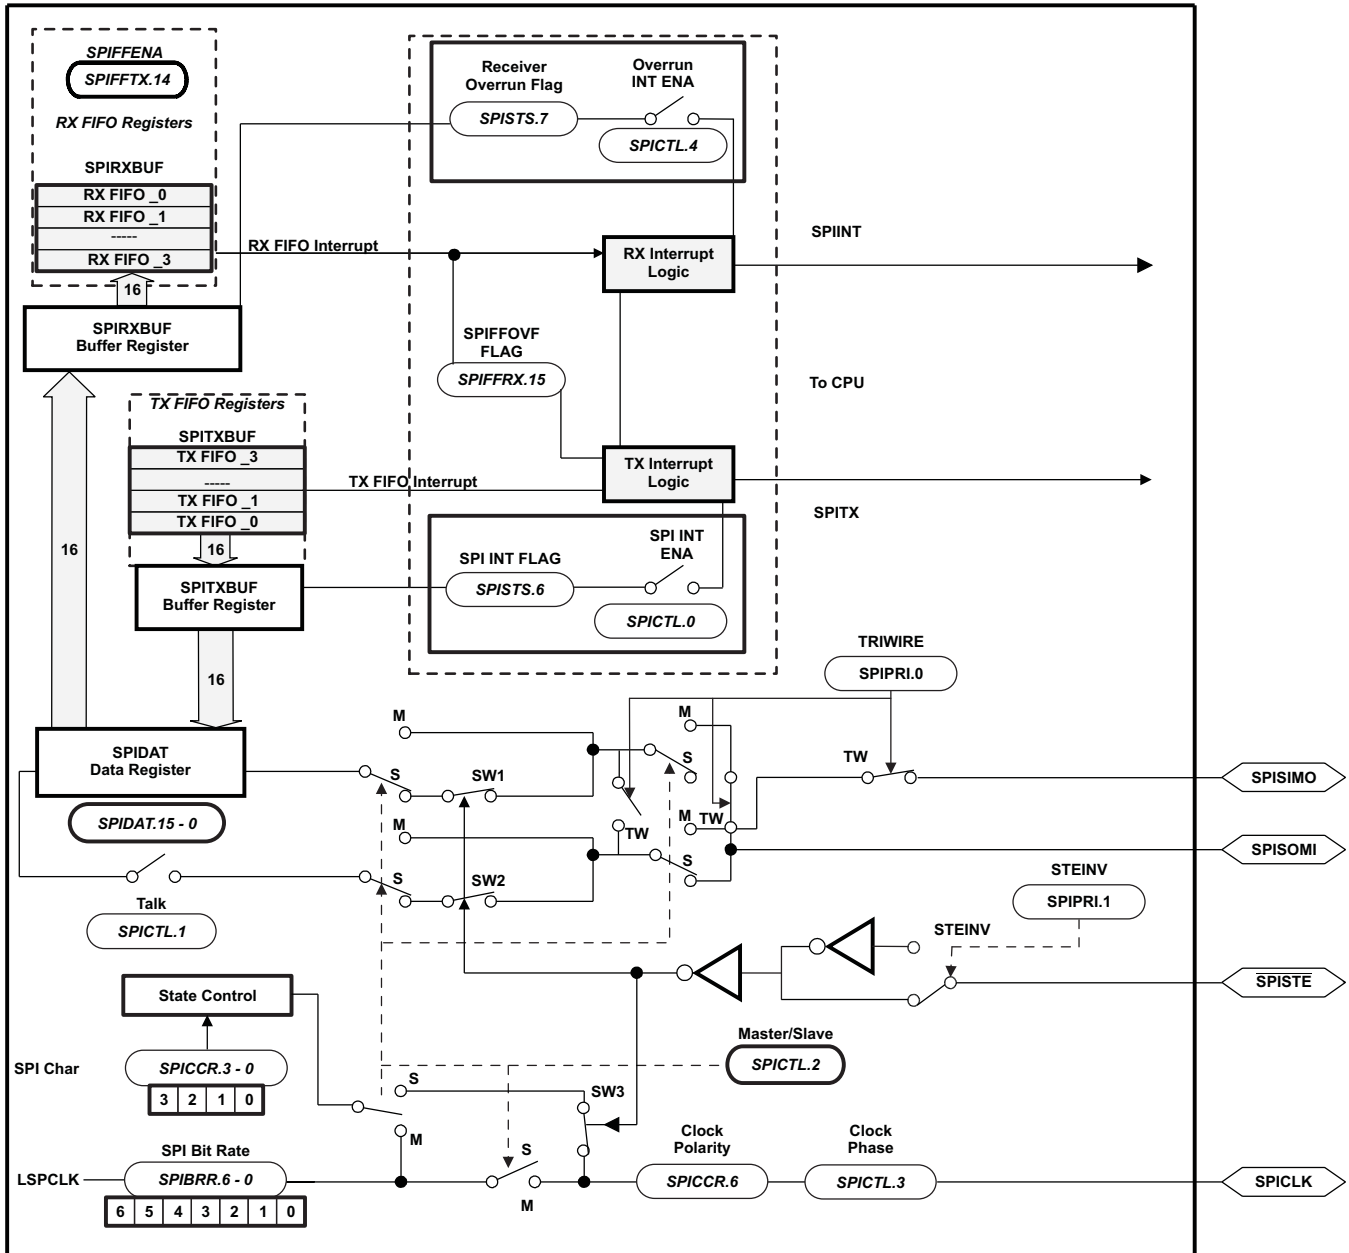 SPIFFENA
SPIFFTX.14
RX FIFO Registers
SPIRXBUF
RX FIFO _0
RX FIFO _1
-----
RX FIFO _3
16
SPIRXBUF
Buffer Register
RX FIFO Interrupt
Receiver
Overrun Flag
SPISTS.7
Overrun
INT ENA
SPICTL.4
RX Interrupt
Logic
SPIINT
SPIFFOVF
FLAG
SPIFFRX.15
To CPU
16
TX FIFO Registers
SPITXBUF
TX FIFO _3
-----
TX FIFO _1
TX FIFO _0
16
SPITXBUF
Buffer Register
16
TX FIFO Interrupt
TX Interrupt
Logic
SPITX
SPI INT FLAG
SPISTS.6
SPI INT
ENA
SPICTL.0
TRIWIRE
SPIPRI.0
SPIDAT
Data Register
SPIDAT.15 - 0
M
S
SW1
M
S
TW
SPISIMO
M
S
SW2
TW
M
TW
S
SPISOMI
Talk
SPICTL.1
STEINV
SPIPRI.1
STEINV
SPISTE
State Control
Master/Slave
SPICTL.2
SPI Char
SPICCR.3 - 0
3 2 1 0
S
M
SW3
SPI Bit Rate
LSPCLK
SPIBRR.6 - 0
6 5 4 3 2 1 0
S
M
Clock
Polarity
SPICCR.6
Clock
Phase
SPICTL.3
SPICLK